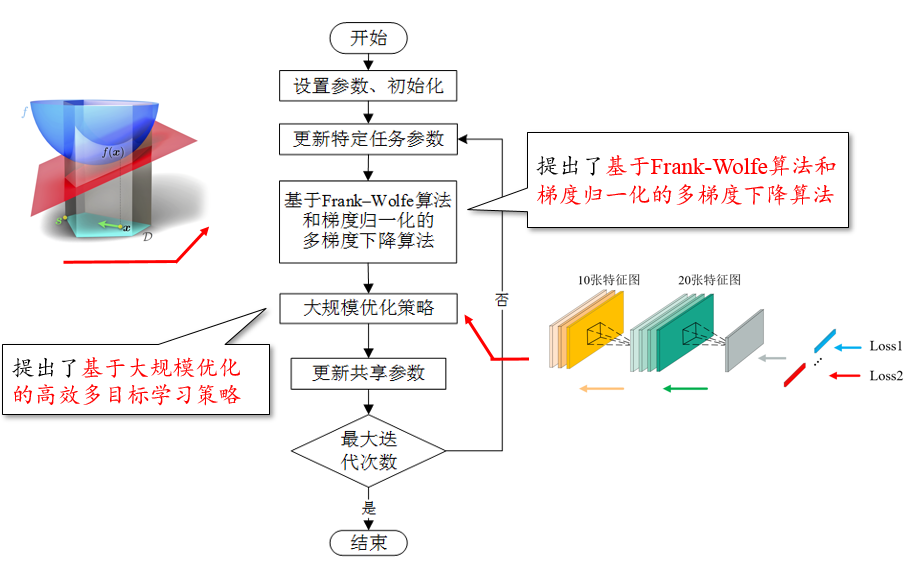 开始
设置参数、初始化
更新特定任务参数
基于Frank–Wolfe算法
和梯度归一化的
多梯度下降算法
大规模优化策略
更新共享参数
最大迭
代次数
是
否
结束
提出了基于Frank-Wolfe算法和
梯度归一化的多梯度下降算法
提出了基于大规模优化
的高效多目标学习策略
f
f(x)
s
x
D
10张特征图
20张特征图
Loss1
Loss2